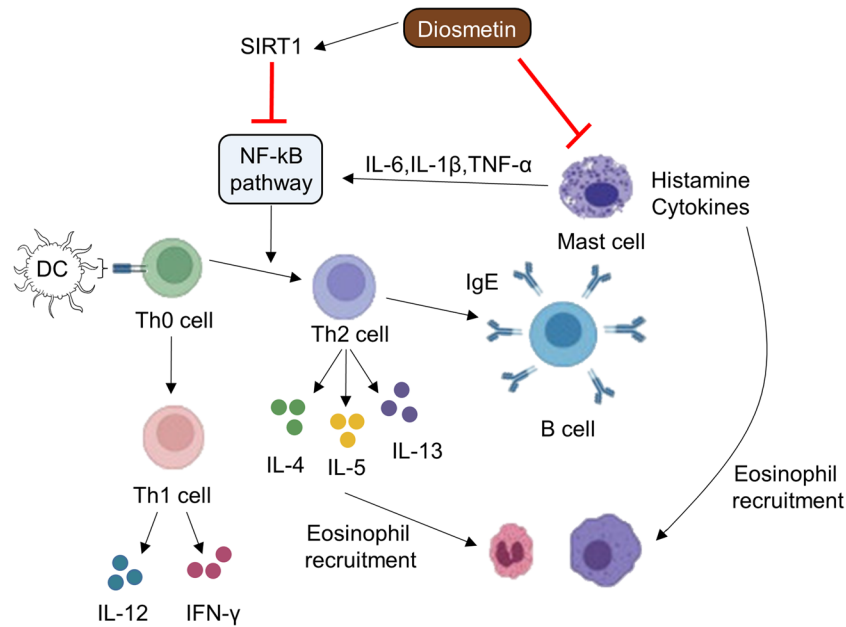 Diosmetin
SIRT1
NF-kB
pathway
IL-6,IL-1β,TNF-α
Histamine
Cytokines
Mast cell
DC
IgE
Th0 cell
Th2 cell
B cell
IL-4
IL-5
IL-13
Th1 cell
Eosinophil
recruitment
Eosinophil
recruitment
IL-12
IFN-γ